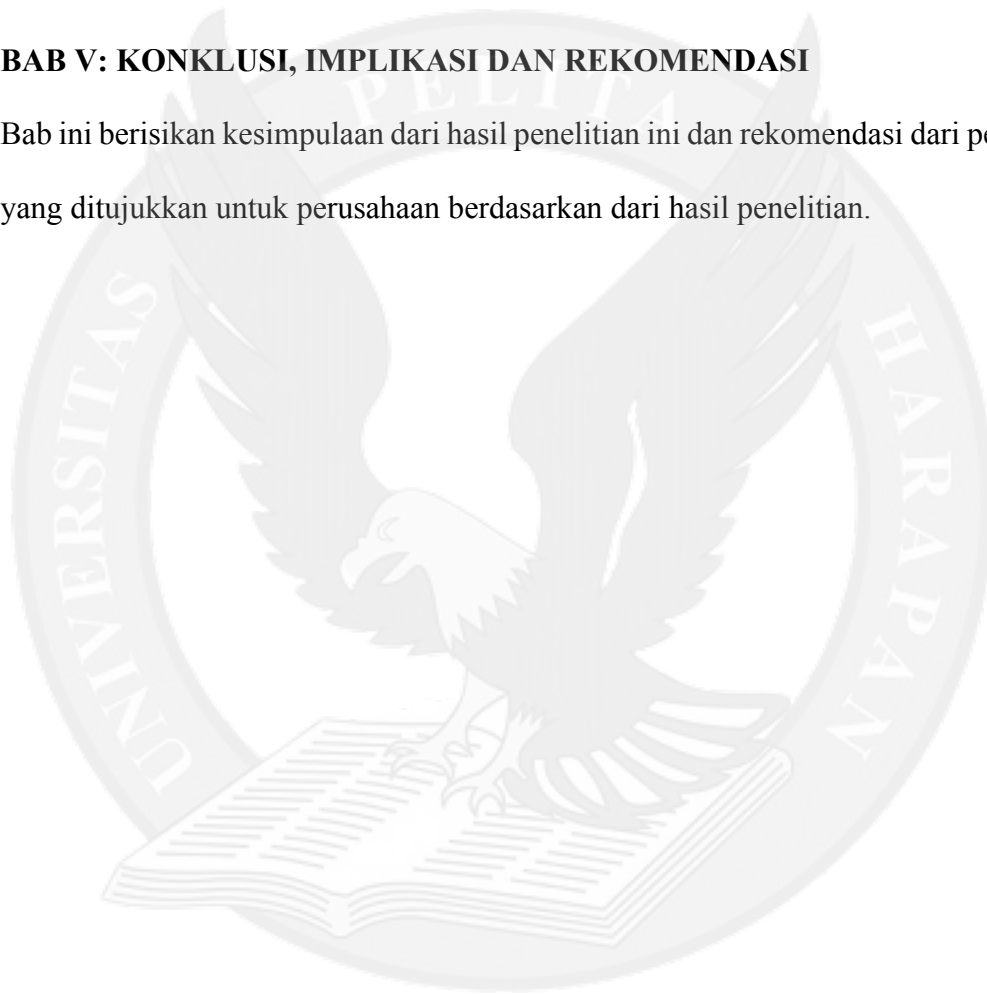 BAB V: KONKLUSI, IMPLIKASI DAN REKOMENDASI
Bab ini berisikan kesimpulaan dari hasil penelitian ini dan rekomendasi dari
yang ditujukkan untuk perusahaan berdasarkan dari hasil penelitian.
UNIVERSITAS PELITA HARAPAN